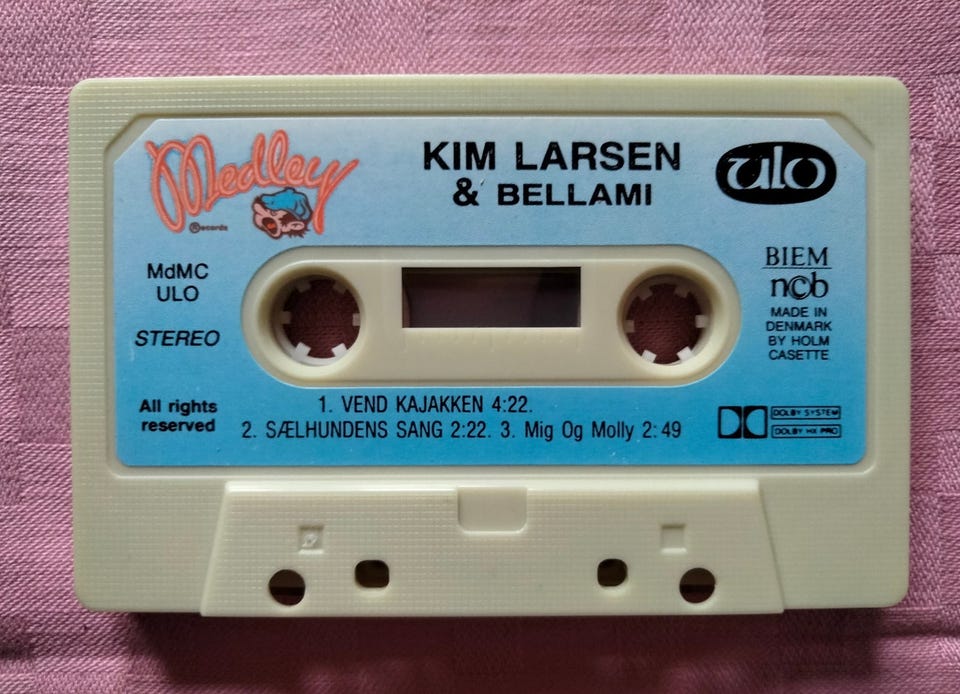 Medley
Records
KIM LARSEN
& BELLAMI
ulo
MdMC
ULO
STEREO
BIEM
ncb
MADE IN
DENMARK
BY HOLM
CASETTE
All rights
reserved
1. VEND KAJAKKEN 4:22.
2. SÆLHUNDENS SANG 2:22. 3. Mig Og Molly 2:49
DOLBY SYSTEM
DOLBY HX PRO